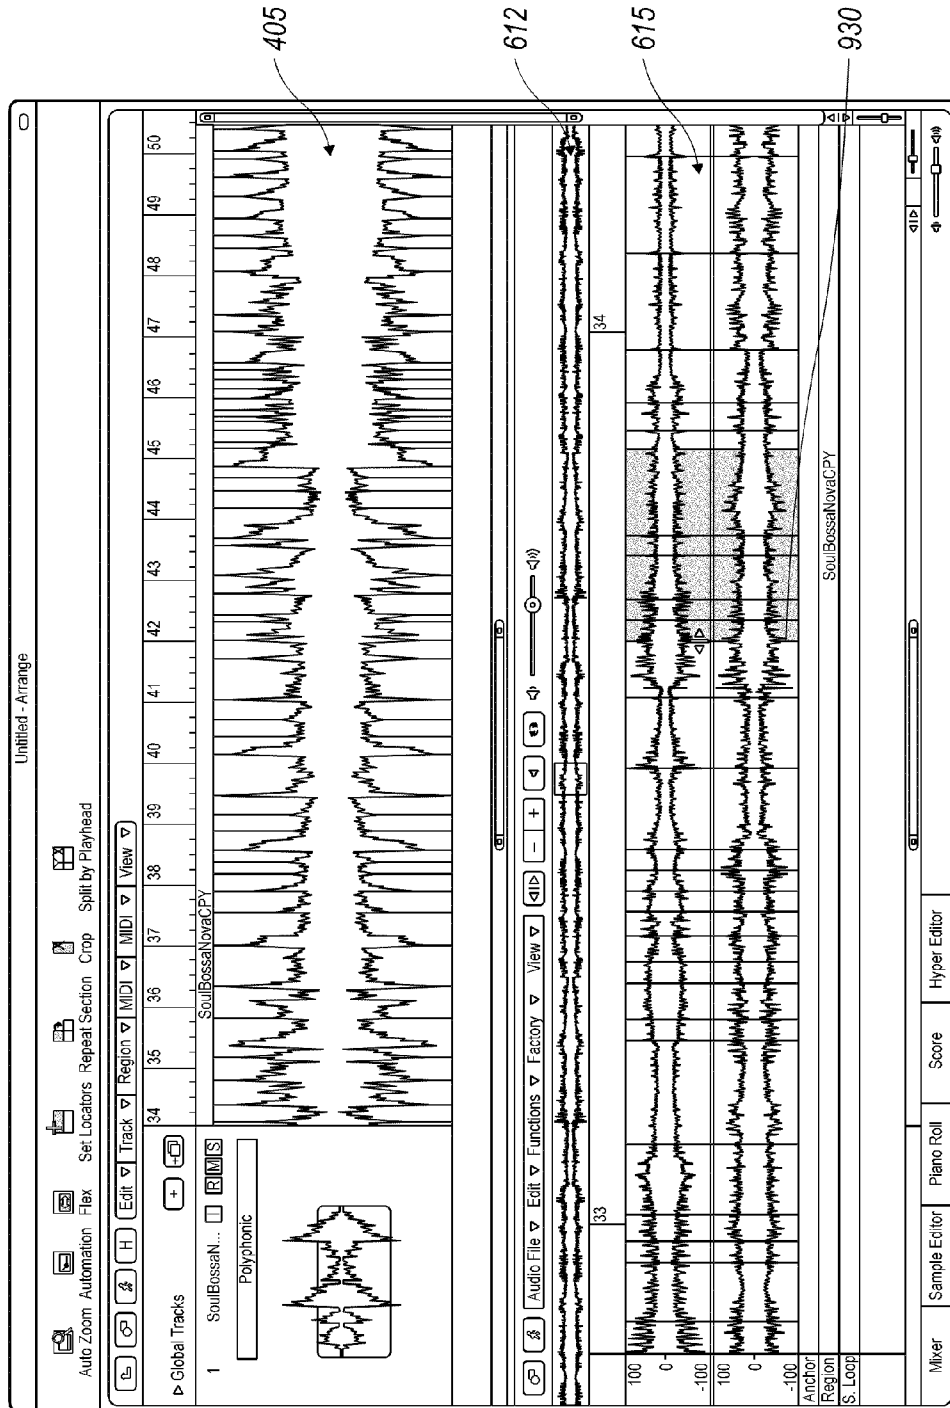 405
612
615
930
Untitled - Arrange
Auto Zoom Automation Flex Set Locators Repeat Section Crop Split by Playhead
H Edit Track Region MIDI MIDI View
Global Tracks
+
34 35 36 37 38 39 40 41 42 43 44 45 46 47 48 49 50
SoulBossaNovaCPY
1 SoulBossaN... R M S
Polyphonic
Audio File Edit Functions Factory View − +
33 34
100
0
-100
100
0
-100
Anchor
Region SoulBossaNovaCPY
S. Loop
Mixer Sample Editor Piano Roll Score Hyper Editor